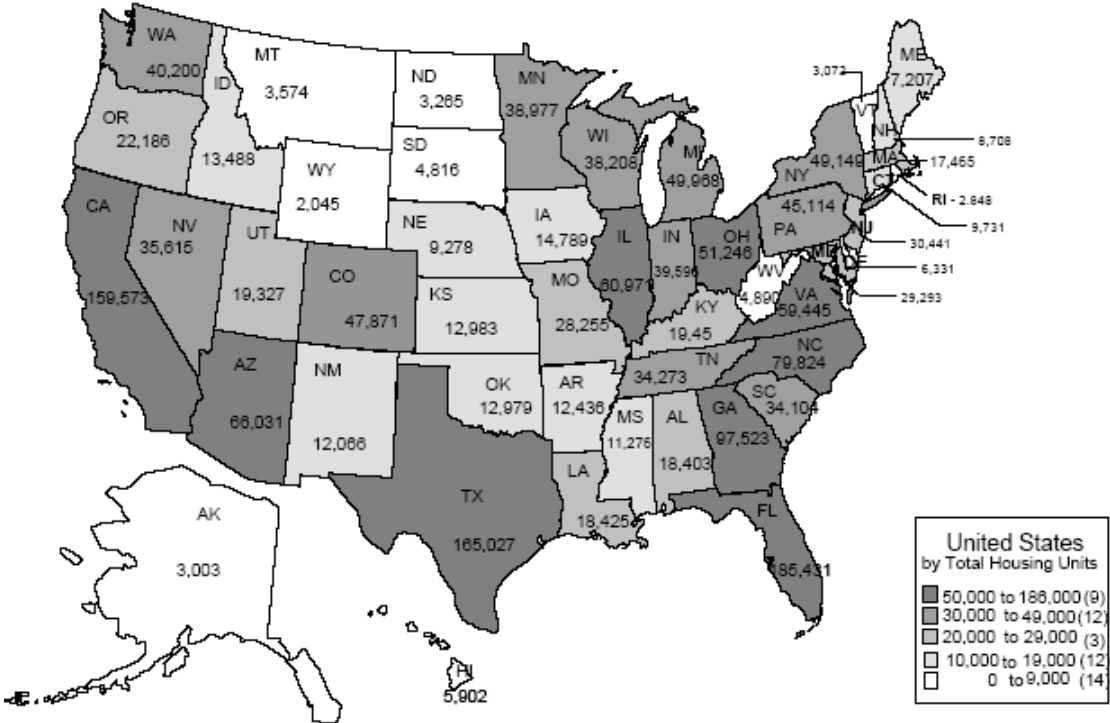 WA
40,200
MT
3,574
ND
3,265
MN
38,977
ME
7,207
3,072
VT
NH
8,708
OR
22,186
ID
13,488
WY
2,045
SD
4,816
WI
38,208
MI
49,968
49,149
NY
MA
17,465
CT
RI - 2.848
9,731
CA
159,573
NV
35,615
UT
19,327
CO
47,871
NE
9,278
IA
14,789
IL
60,971
IN
39,596
OH
51,246
45,114
PA
NJ
30,441
MD
DE
6,331
29,293
WV
4,890
VA
59,445
KS
12,983
MO
28,255
KY
19,45
AZ
66,031
NM
12,066
OK
12,979
AR
12,436
TN
34,273
NC
79,824
SC
34,104
MS
11,276
AL
18,403
GA
97,523
TX
165,027
LA
18,425
FL
185,431
AK
3,003
HI
5,902
United States
by Total Housing Units
50,000 to 186,000 (9)
30,000 to 49,000 (12)
20,000 to 29,000 (3)
10,000 to 19,000 (12)
0 to 9,000 (14)